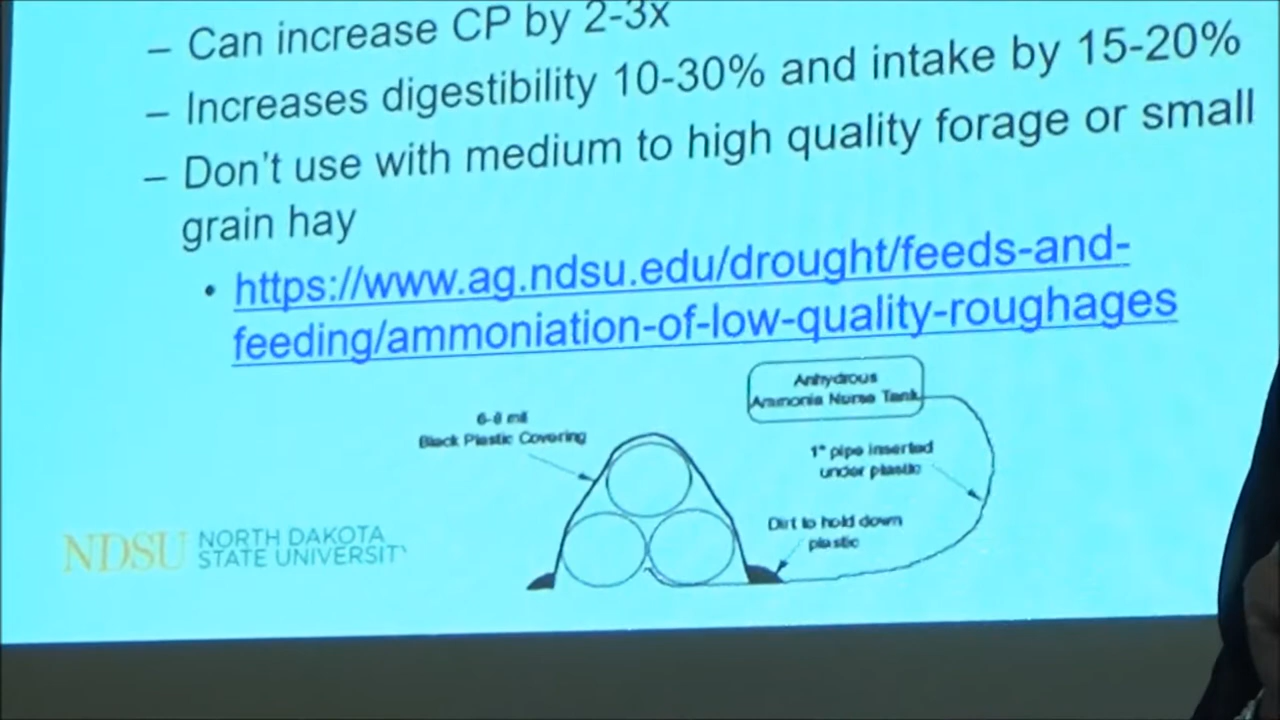 – Can increase CP by 2-3x
– Increases digestibility 10-30% and intake by 15-20%
– Don't use with medium to high quality forage or small
grain hay
• https://www.ag.ndsu.edu/drought/feeds-and-
feeding/ammoniation-of-low-quality-roughages
Anhydrous
Ammonia Nurse Tank
6-8 mil
Black Plastic Covering
1" pipe inserted
under plastic
Dirt to hold down
plastic
NDSU NORTH DAKOTA
STATE UNIVERSITY